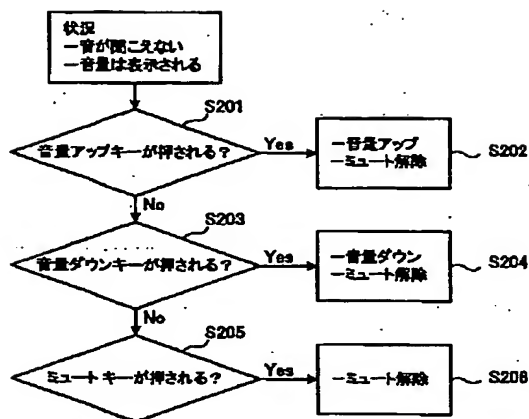 状況
ー音が聞こえない
ー音量は表示される
S201
音量アップキーが押される?
Yes
ー音量アップ
ーミュート解除
S202
No
S203
音量ダウンキーが押される?
Yes
ー音量ダウン
ーミュート解除
S204
No
S205
ミュートキーが押される?
Yes
ーミュート解除
S206